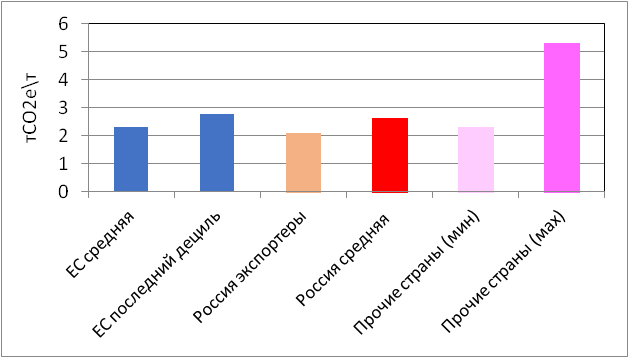 6
5
4
3
2
1
0
тCO2е\т
ЕС средняя
ЕС последний дециль
Россия экспортеры
Россия средняя
Прочие страны (мин)
Прочие страны (мах)